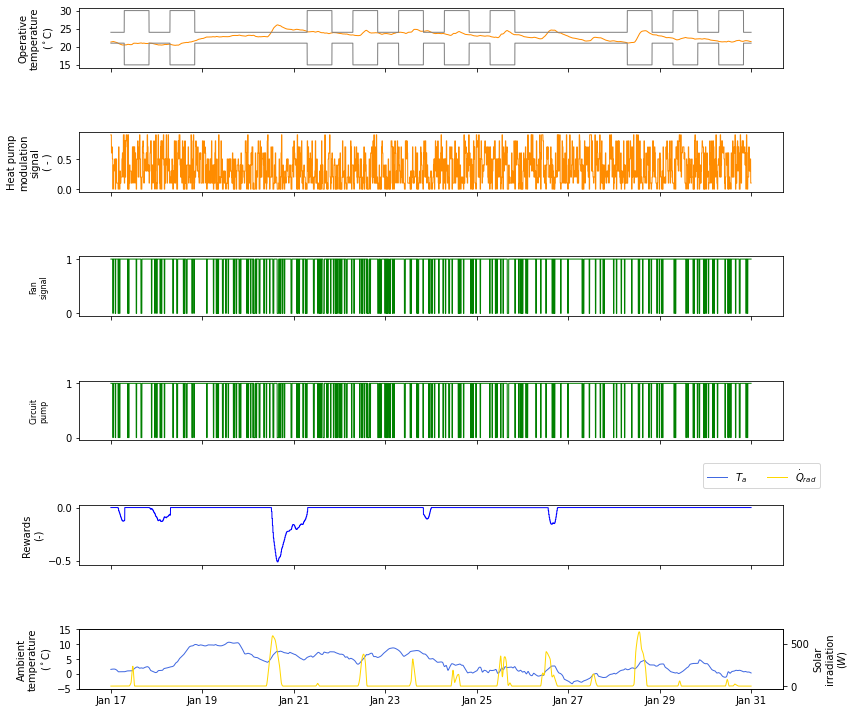 Operative
temperature
(°C)
30
25
20
15
Heat pump
modulation
signal
( - )
0.5
0.0
Fan
signal
1
0
Circuit
pump
1
0
T_a Q̇_rad
Rewards
(-)
0.0
−0.5
Ambient
temperature
(°C)
15
10
5
0
−5
500
0
Solar
irradiation
(W)
Jan 17 Jan 19 Jan 21 Jan 23 Jan 25 Jan 27 Jan 29 Jan 31